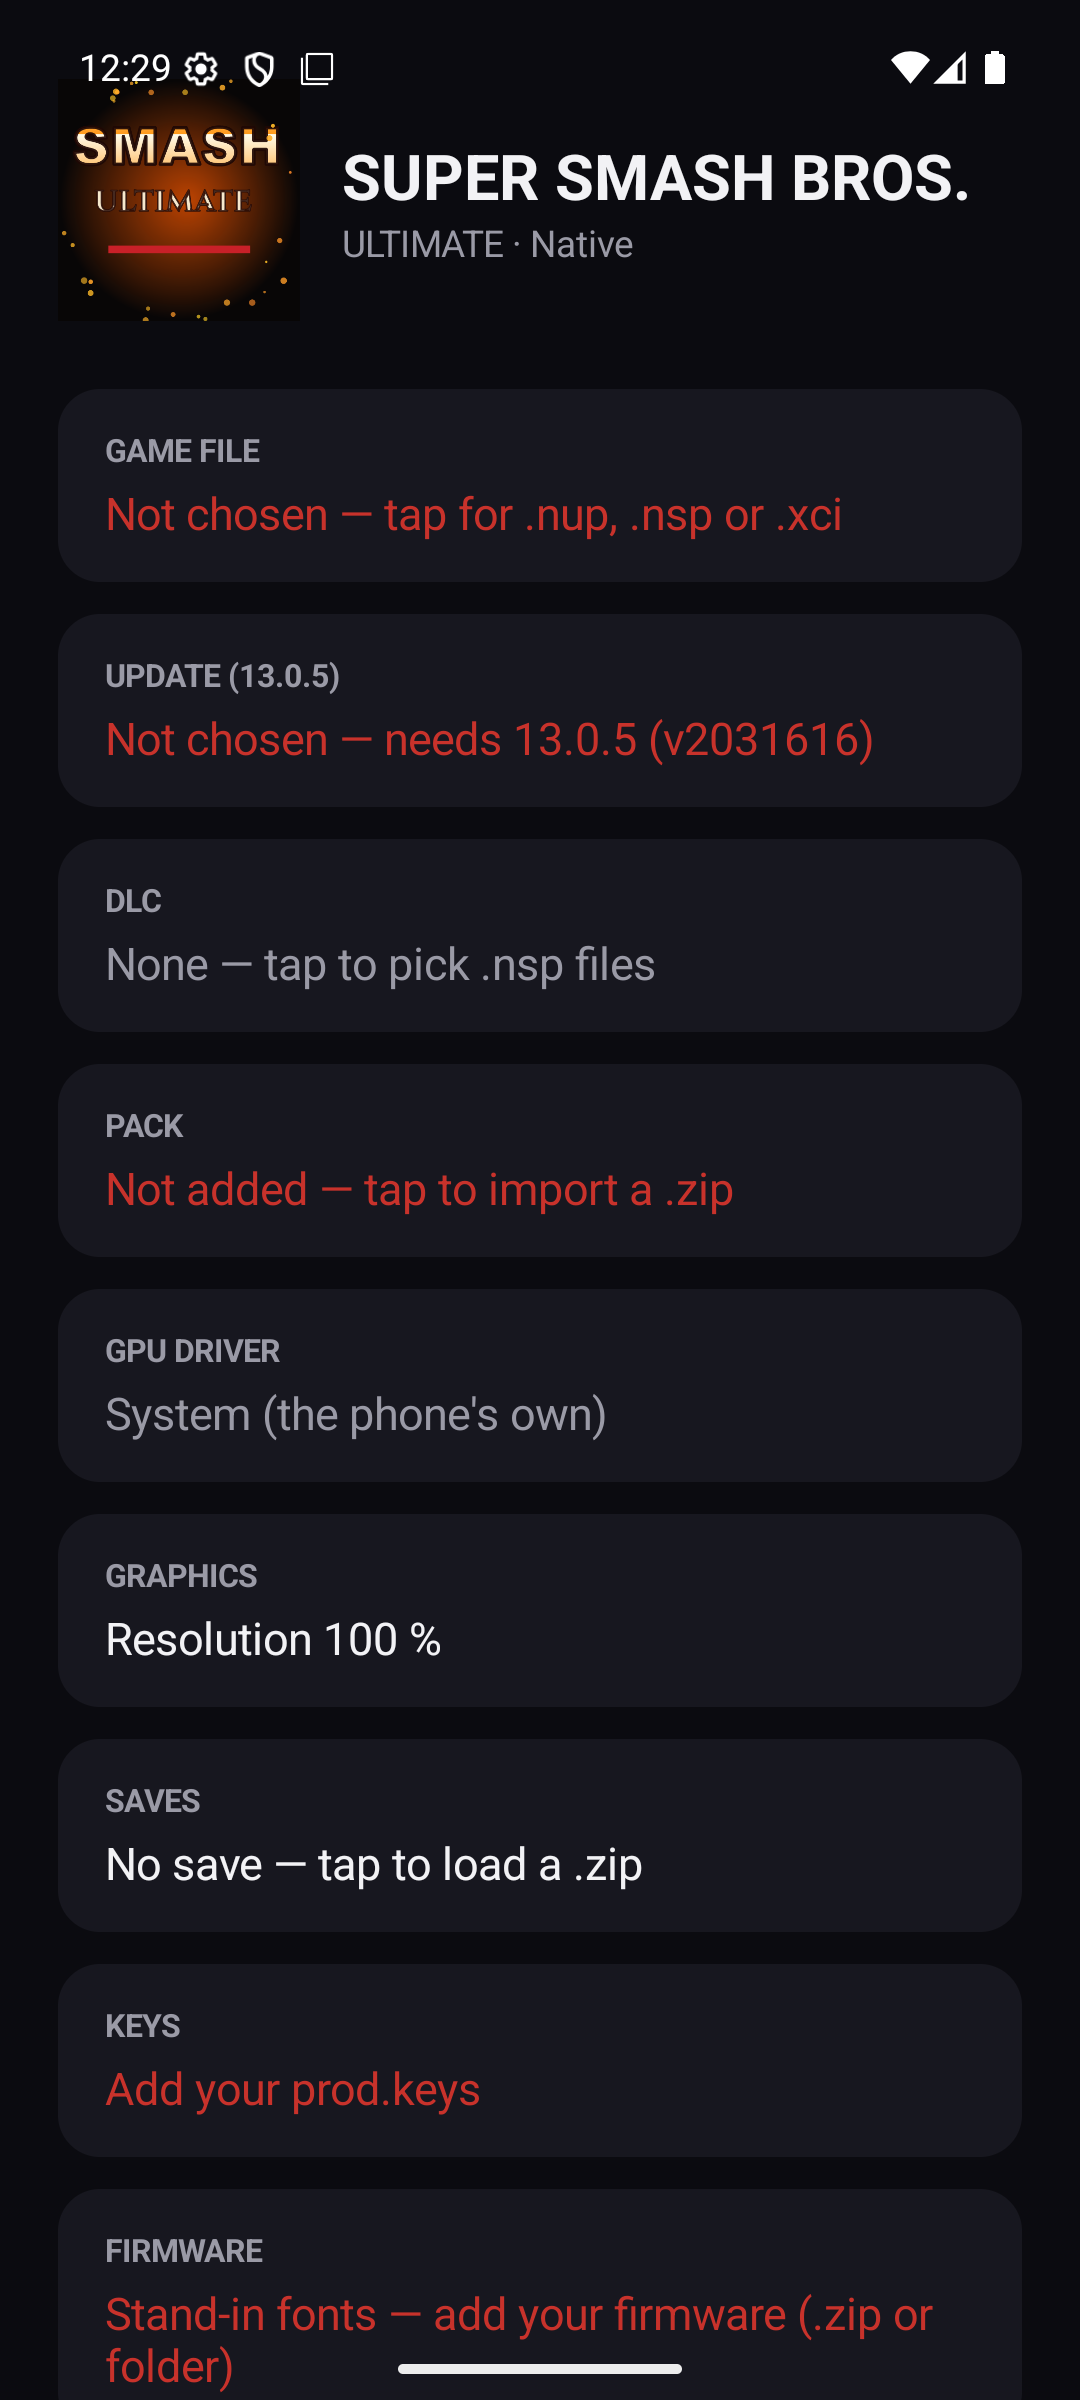 12:29
SMASH
ULTIMATE
SUPER SMASH BROS.
ULTIMATE · Native
GAME FILE
Not chosen — tap for .nup, .nsp or .xci
UPDATE (13.0.5)
Not chosen — needs 13.0.5 (v2031616)
DLC
None — tap to pick .nsp files
PACK
Not added — tap to import a .zip
GPU DRIVER
System (the phone's own)
GRAPHICS
Resolution 100 %
SAVES
No save — tap to load a .zip
KEYS
Add your prod.keys
FIRMWARE
Stand-in fonts — add your firmware (.zip or
folder)